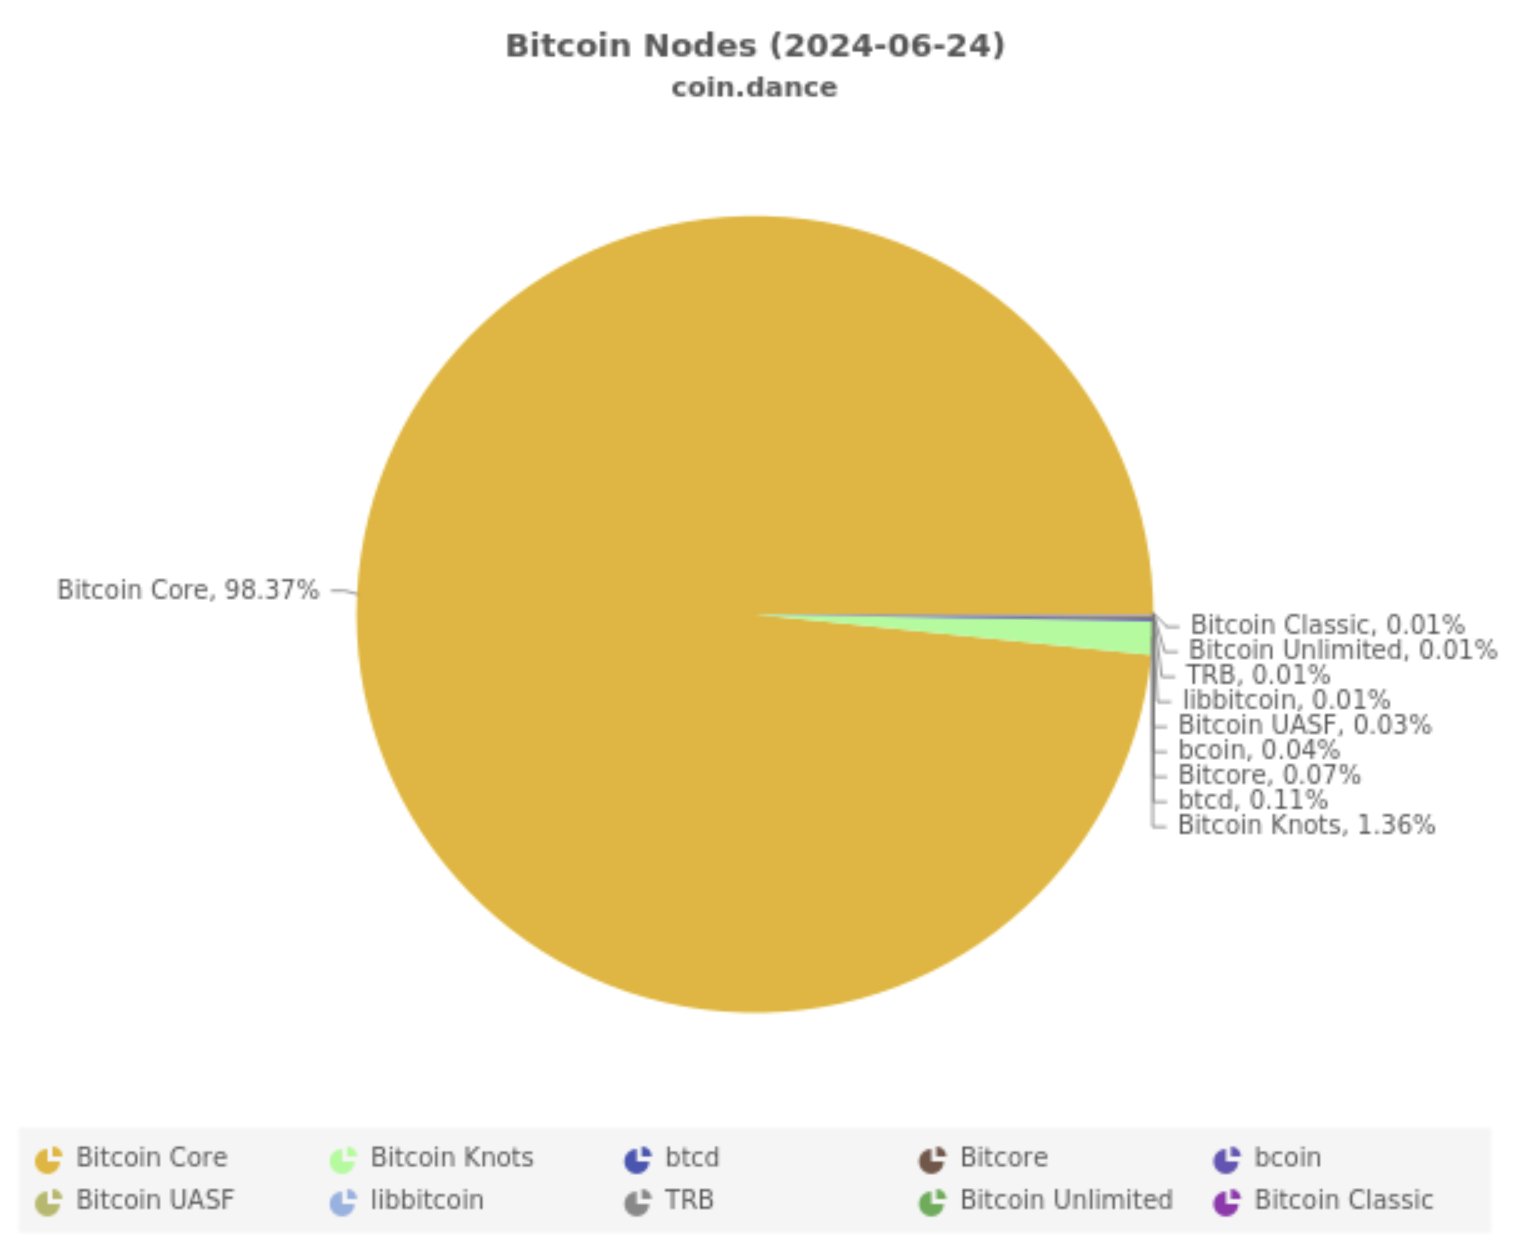 Bitcoin Nodes (2024-06-24)
coin.dance
Bitcoin Core, 98.37%
Bitcoin Classic, 0.01%
Bitcoin Unlimited, 0.01%
TRB, 0.01%
libbitcoin, 0.01%
Bitcoin UASF, 0.03%
bcoin, 0.04%
Bitcore, 0.07%
btcd, 0.11%
Bitcoin Knots, 1.36%
Bitcoin Core Bitcoin Knots btcd Bitcore bcoin
Bitcoin UASF libbitcoin TRB Bitcoin Unlimited Bitcoin Classic